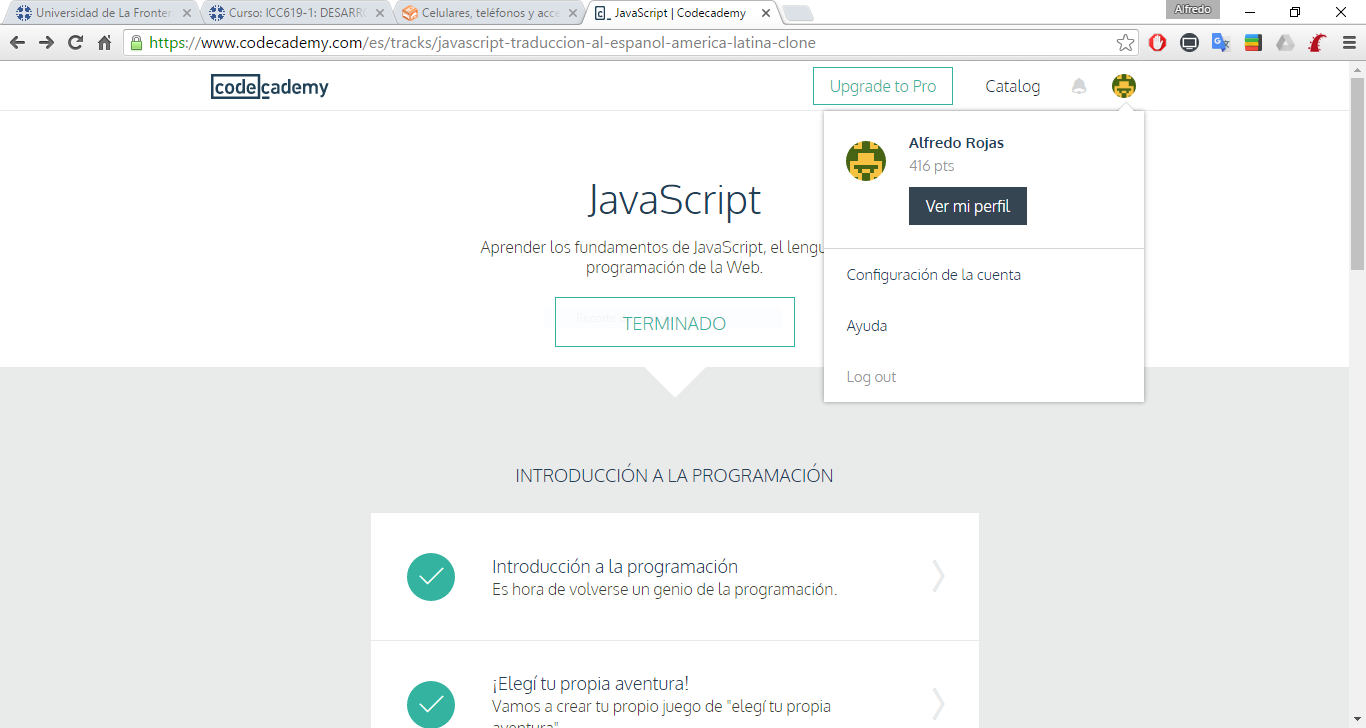 Universidad de La Fronter
Curso: ICC619-1: DESARRO
Celulares, teléfonos y acce
JavaScript | Codecademy
Alfredo
https://www.codecademy.com/es/tracks/javascript-traduccion-al-espanol-america-latina-clone
codecademy
Upgrade to Pro
Catalog
Alfredo Rojas
416 pts
Ver mi perfil
Configuración de la cuenta
Ayuda
Log out
JavaScript
Aprender los fundamentos de JavaScript, el lengu
programación de la Web.
TERMINADO
INTRODUCCIÓN A LA PROGRAMACIÓN
Introducción a la programación
Es hora de volverse un genio de la programación.
¡Elegí tu propia aventura!
Vamos a crear tu propio juego de "elegí tu propia
aventura"